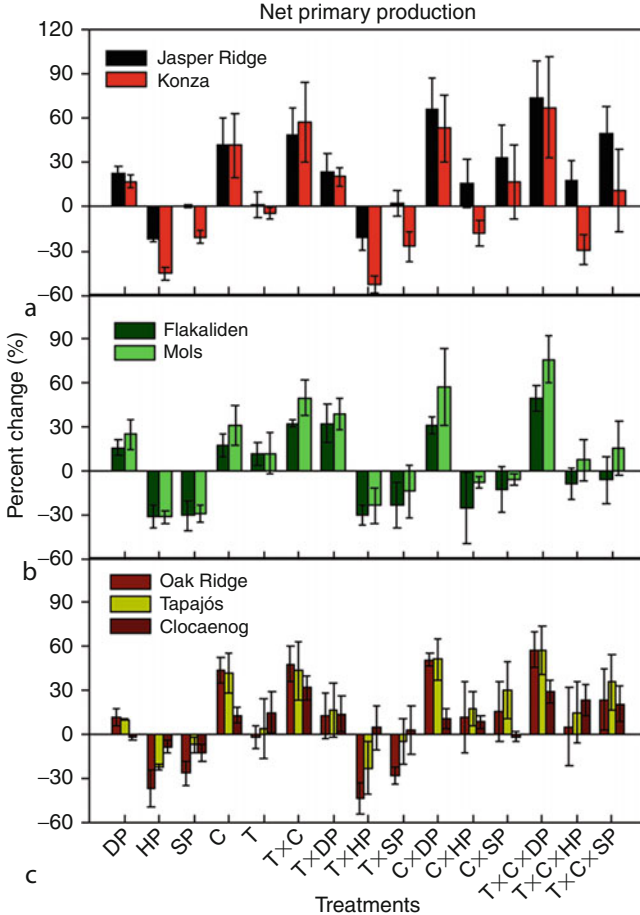 Net primary production
120
90
60
30
0
−30
−60
Jasper Ridge
Konza
a
90
60
30
0
−30
−60
Flakaliden
Mols
b
Percent change (%)
90
60
30
0
−30
−60
Oak Ridge
Tapajós
Clocaenog
c
DP
HP
SP
C
T
T×C
T×DP
T×HP
T×SP
C×DP
C×HP
C×SP
T×C×DP
T×C×HP
T×C×SP
Treatments